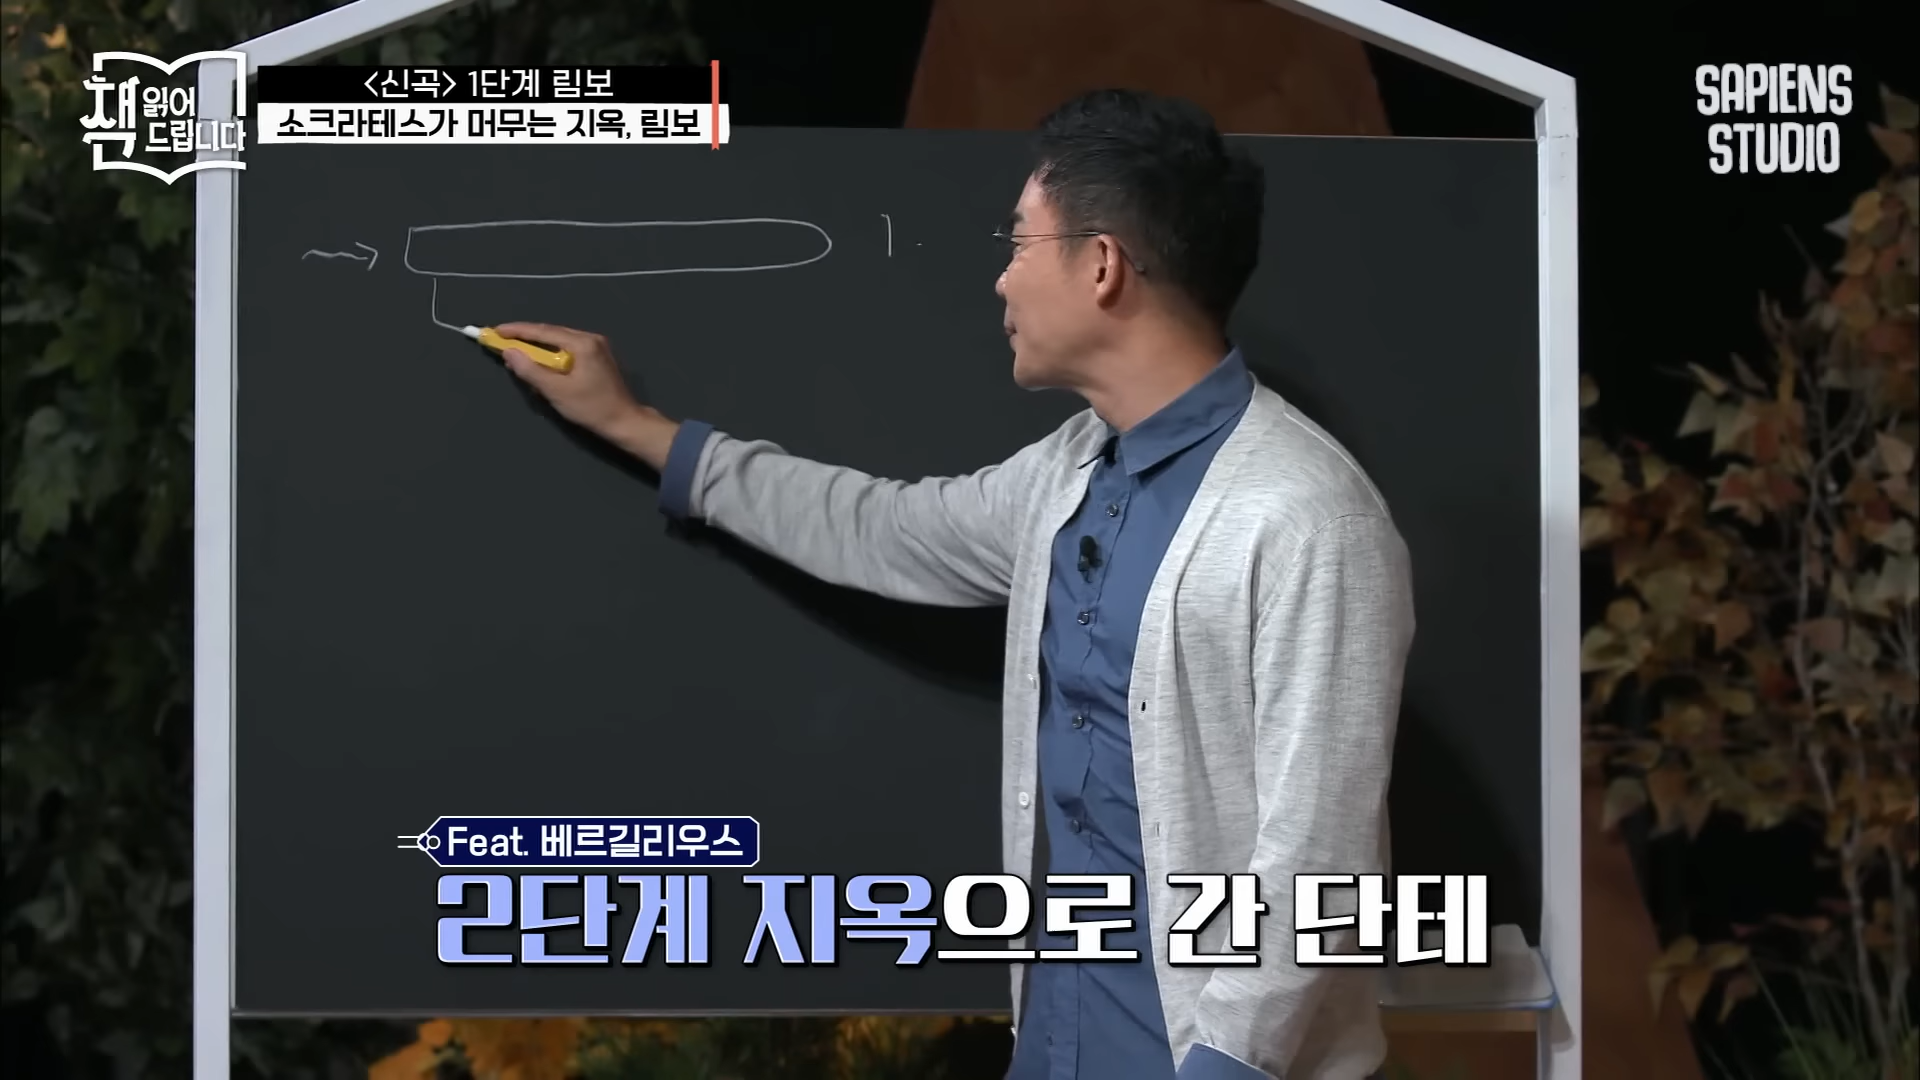 책 읽어
드립니다
<신곡> 1단계 림보
소크라테스가 머무는 지옥, 림보
SAPIENS
STUDIO
1.
Feat. 베르길리우스
2단계 지옥으로 간 단테